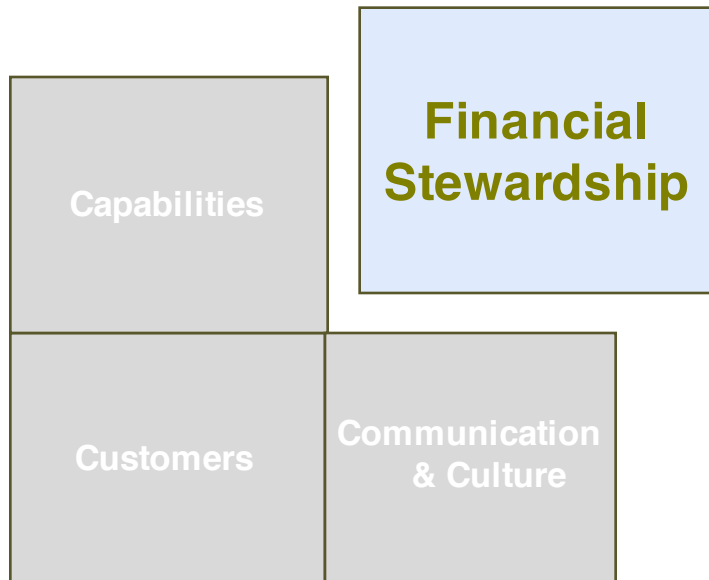 Financial
Stewardship
Capabilities
Customers
Communication
& Culture